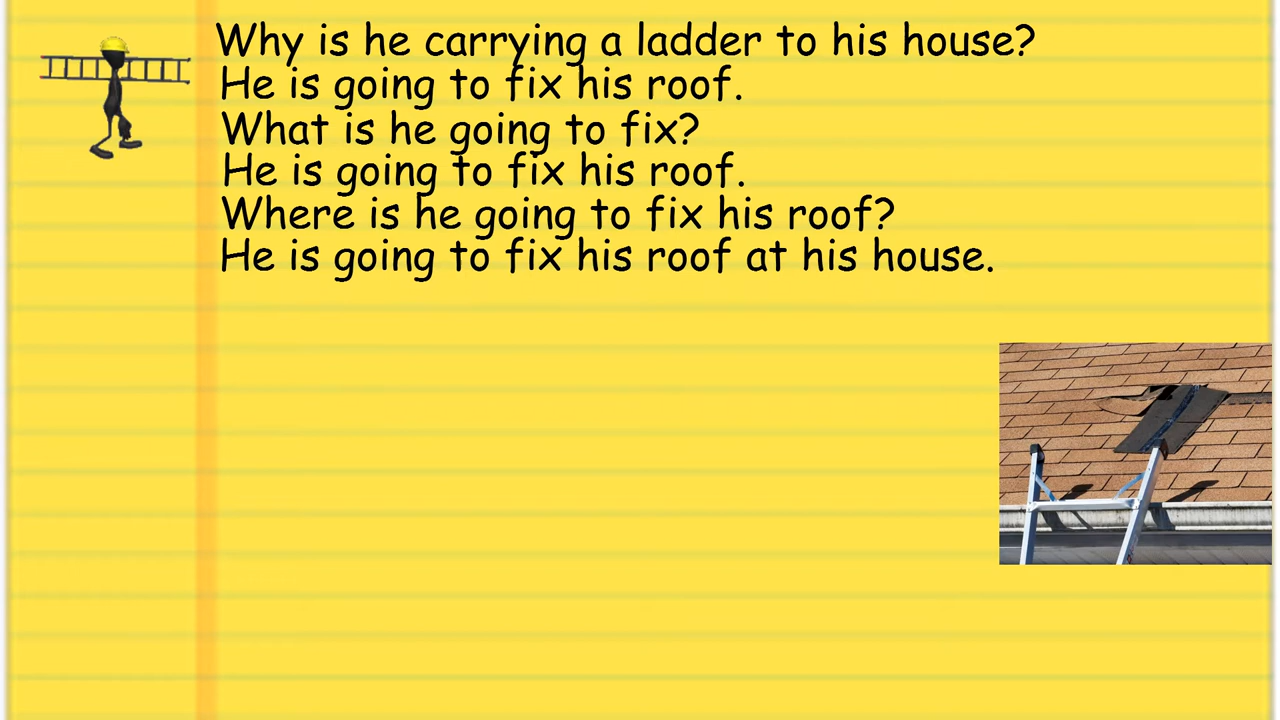 Why is he carrying a ladder to his house?
He is going to fix his roof.
What is he going to fix?
He is going to fix his roof.
Where is he going to fix his roof?
He is going to fix his roof at his house.